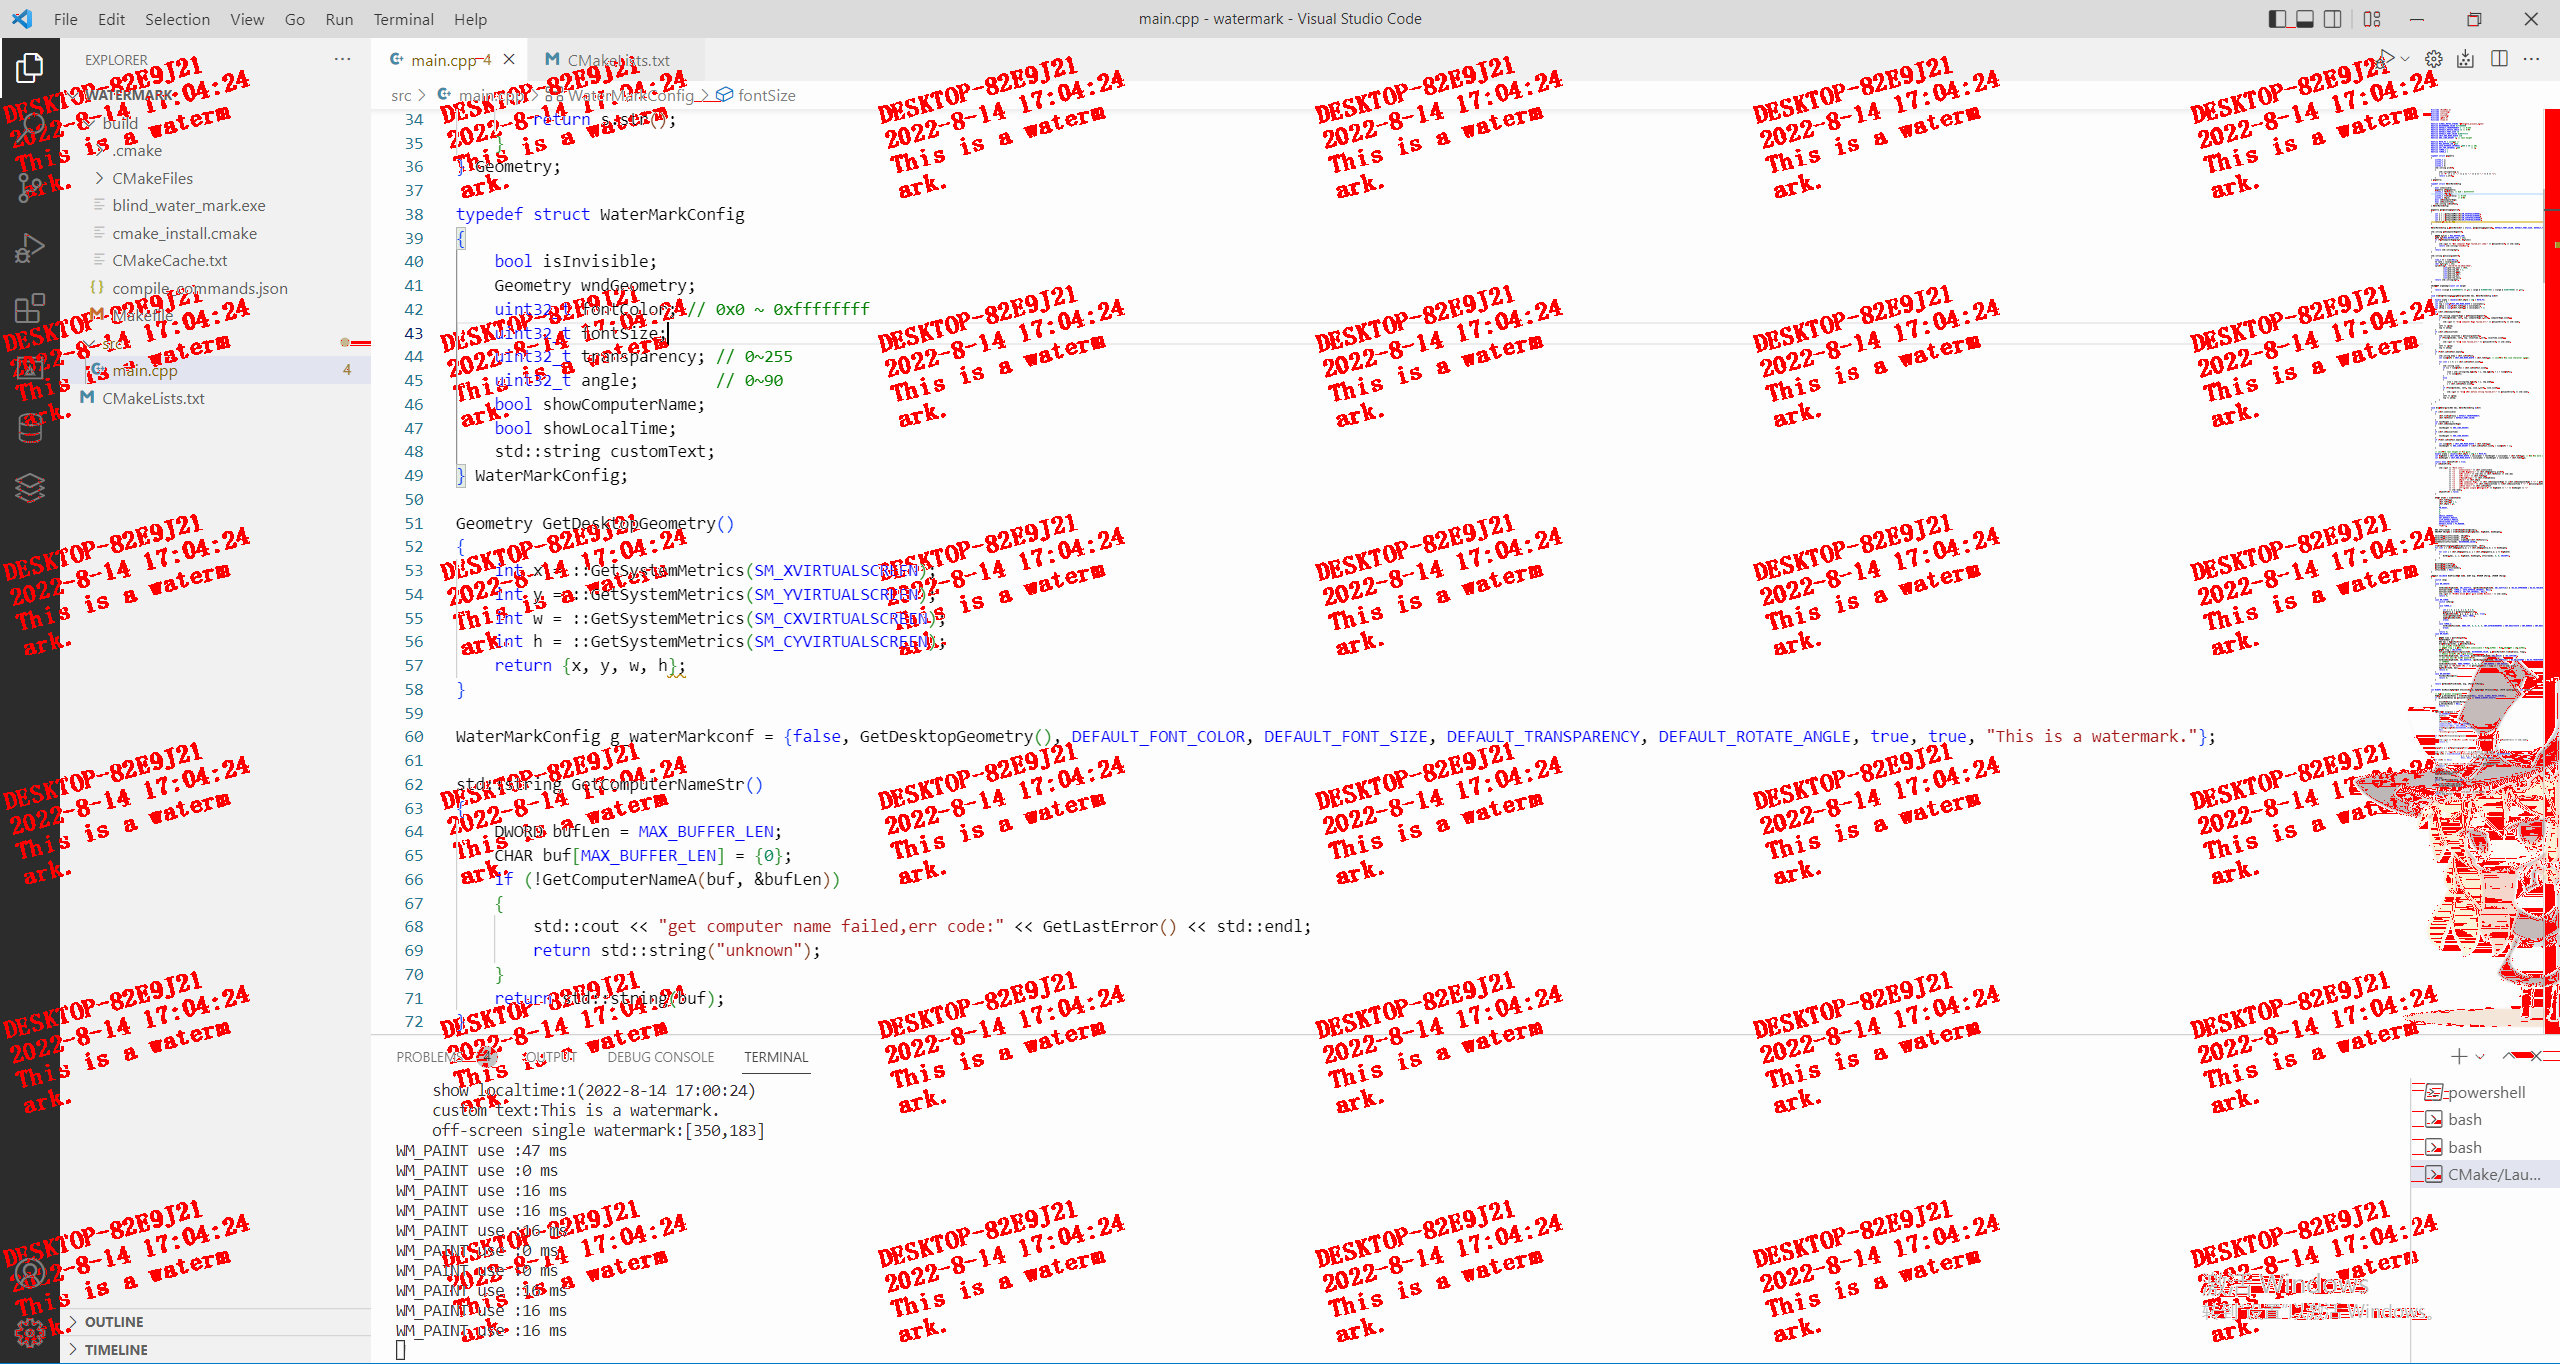 File Edit Selection View Go Run Terminal Help
main.cpp - watermark - Visual Studio Code
EXPLORER
WATERMARK
build
.cmake
CMakeFiles
blind_water_mark.exe
cmake_install.cmake
CMakeCache.txt
compile_commands.json
Makefile
src
main.cpp 4
CMakeLists.txt
OUTLINE
TIMELINE
main.cpp 4
CMakeLists.txt
src > main.cpp > WaterMarkConfig > fontSize
34 return s.str();
35 }
36 } Geometry;
37
38 typedef struct WaterMarkConfig
39 {
40 bool isInvisible;
41 Geometry wndGeometry;
42 uint32_t fontColor; // 0x0 ~ 0xffffffff
43 uint32_t fontSize;
44 uint32_t transparency; // 0~255
45 uint32_t angle; // 0~90
46 bool showComputerName;
47 bool showLocalTime;
48 std::string customText;
49 } WaterMarkConfig;
50
51 Geometry GetDesktopGeometry()
52 {
53 int x = ::GetSystemMetrics(SM_XVIRTUALSCREEN);
54 int y = ::GetSystemMetrics(SM_YVIRTUALSCREEN);
55 int w = ::GetSystemMetrics(SM_CXVIRTUALSCREEN);
56 int h = ::GetSystemMetrics(SM_CYVIRTUALSCREEN);
57 return {x, y, w, h};
58 }
59
60 WaterMarkConfig g_waterMarkconf = {false, GetDesktopGeometry(), DEFAULT_FONT_COLOR, DEFAULT_FONT_SIZE, DEFAULT_TRANSPARENCY, DEFAULT_ROTATE_ANGLE, true, true, "This is a watermark."};
61
62 std::string GetComputerNameStr()
63 {
64 DWORD bufLen = MAX_BUFFER_LEN;
65 CHAR buf[MAX_BUFFER_LEN] = {0};
66 if (!GetComputerNameA(buf, &bufLen))
67 {
68 std::cout << "get computer name failed,err code:" << GetLastError() << std::endl;
69 return std::string("unknown");
70 }
71 return std::string(buf);
72 }
PROBLEMS 4 OUTPUT DEBUG CONSOLE TERMINAL
show localtime:1(2022-8-14 17:00:24)
custom text:This is a watermark.
off-screen single watermark:[350,183]
WM_PAINT use :47 ms
WM_PAINT use :0 ms
WM_PAINT use :16 ms
WM_PAINT use :16 ms
WM_PAINT use :16 ms
WM_PAINT use :0 ms
WM_PAINT use :0 ms
WM_PAINT use :16 ms
WM_PAINT use :16 ms
WM_PAINT use :16 ms
powershell
bash
bash
CMake/Lau...
DESKTOP-82E9J21
2022-8-14 17:04:24
This is a waterm
ark.
激活 Windows
转到"设置"以激活 Windows。